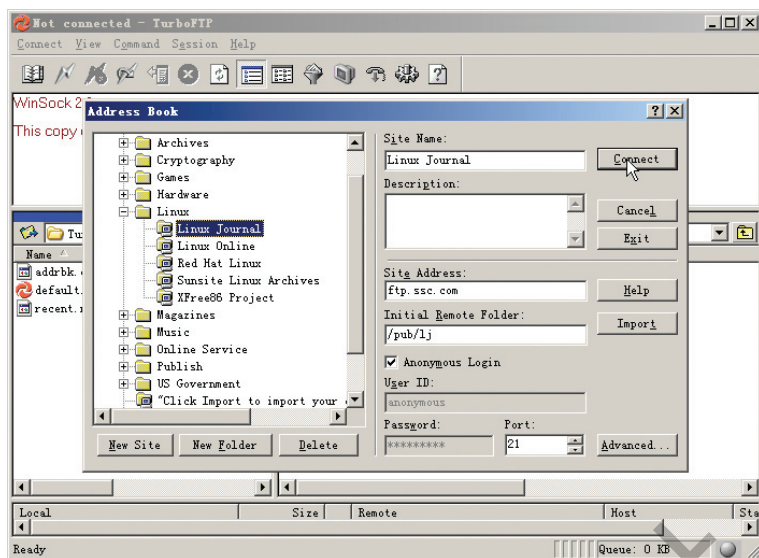 Not connected - TurboFTP
Connect View Command Session Help
WinSock 2
This copy
Address Book
Archives
Cryptography
Games
Hardware
Linux
Linux Journal
Linux Online
Red Hat Linux
Sunsite Linux Archives
XFree86 Project
Magazines
Music
Online Service
Publish
US Government
"Click Import to import your
New Site New Folder Delete
Site Name:
Linux Journal
Description:
Site Address:
ftp.ssc.com
Initial Remote Folder:
/pub/lj
Anonymous Login
User ID:
anonymous
Password: Port:
********* 21
Connect
Cancel
Exit
Help
Import
Advanced...
Tu
Name
addrbk.
default.
recent.
Local Size Remote Host Sta
Ready Queue: 0 KB